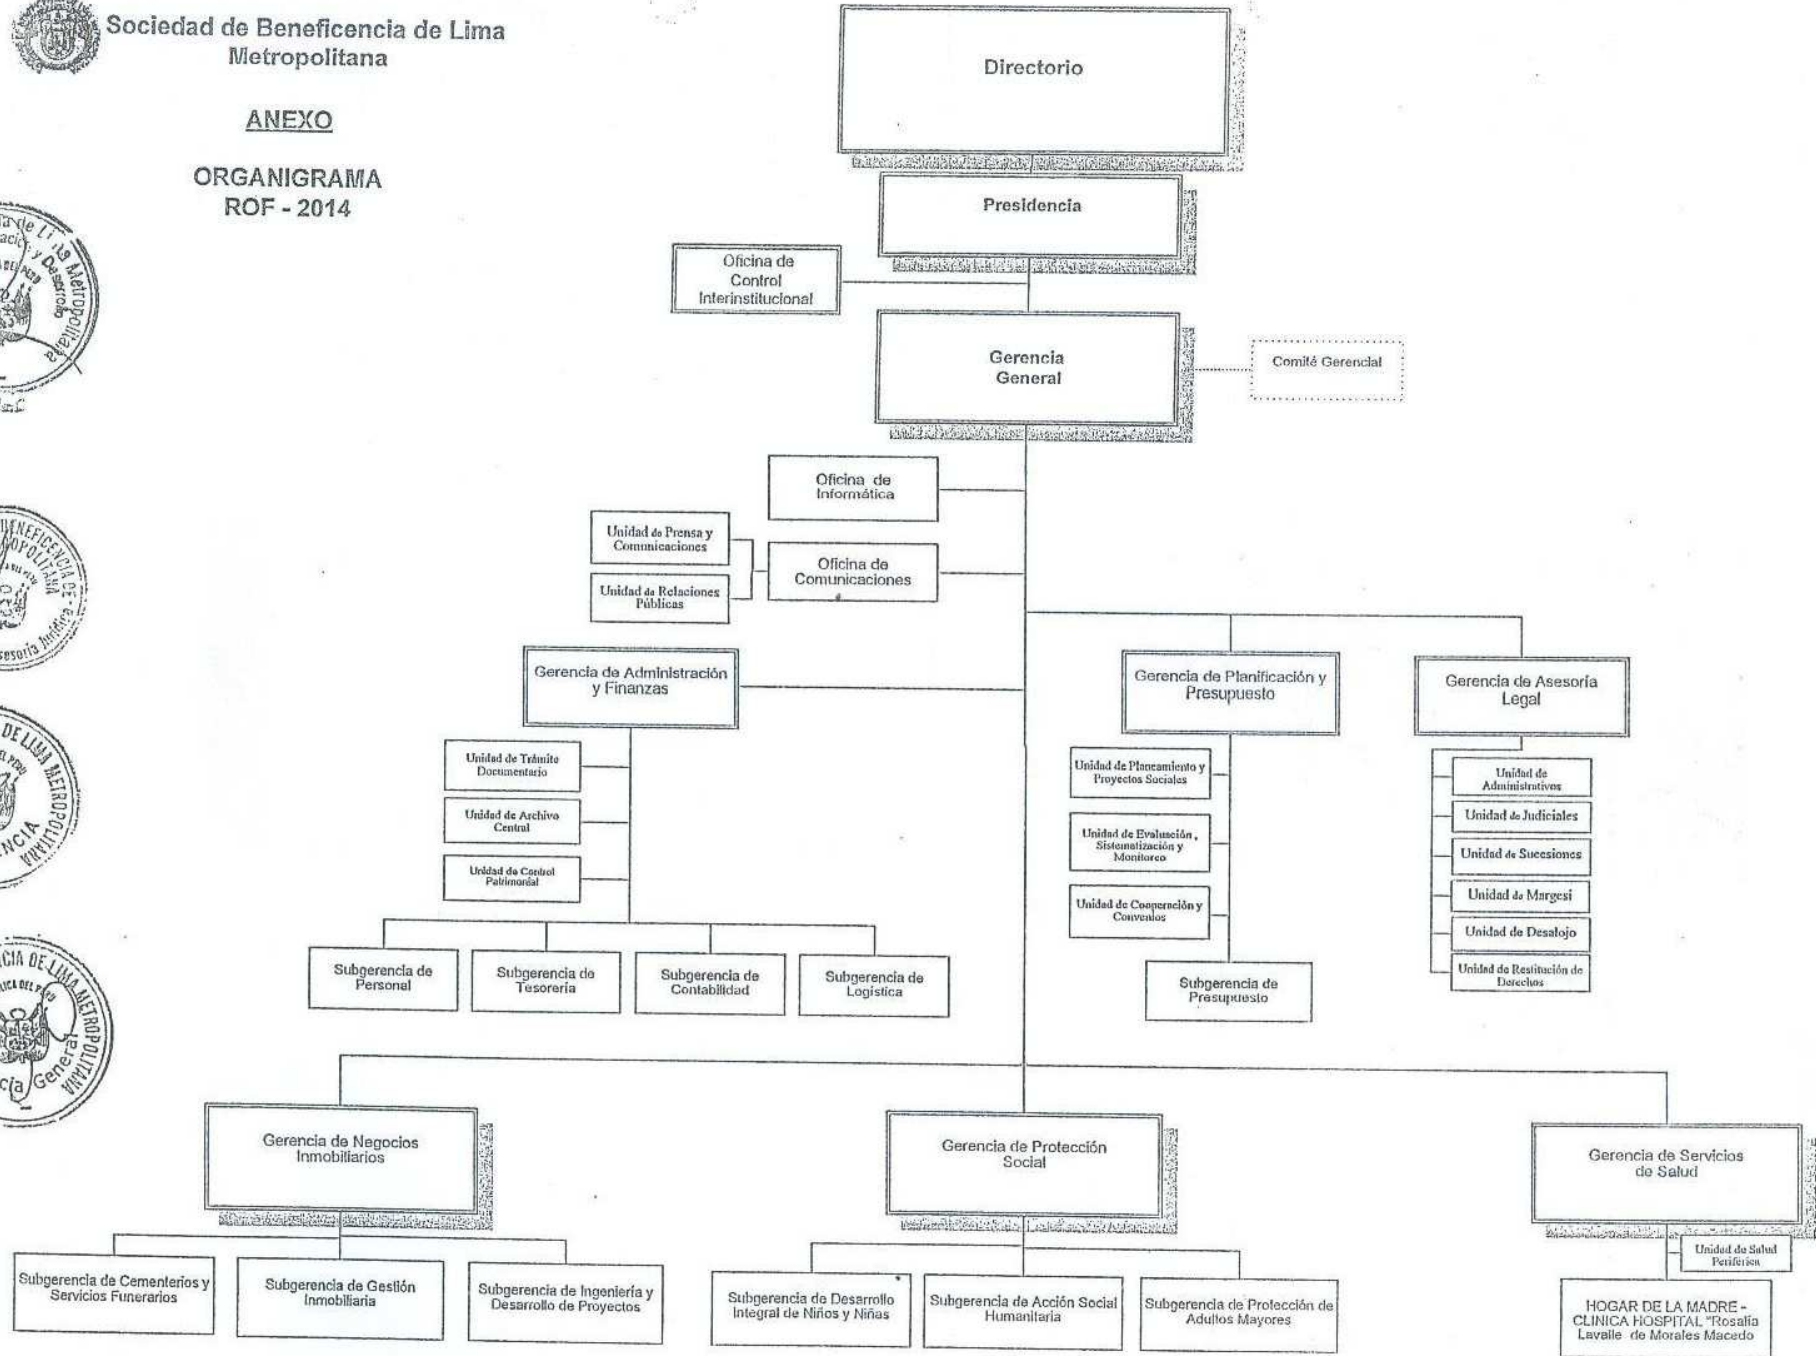 Sociedad de Beneficencia de Lima
Metropolitana
ANEXO
ORGANIGRAMA
ROF - 2014
Directorio
Presidencia
Oficina de
Control
Interinstitucional
Gerencia
General
Comité Gerencial
Oficina de
Informática
Unidad de Prensa y
Comunicaciones
Oficina de
Comunicaciones
Unidad de Relaciones
Públicas
Gerencia de Administración
y Finanzas
Gerencia de Planificación y
Presupuesto
Gerencia de Asesoría
Legal
Unidad de Trámite
Documentario
Unidad de Archivo
Central
Unidad de Control
Patrimonial
Unidad de Planeamiento y
Proyectos Sociales
Unidad de Evaluación ,
Sistematización y
Monitoreo
Unidad de Cooperación y
Convenios
Unidad de
Administrativos
Unidad de Judiciales
Unidad de Sucesiones
Unidad de Margesi
Unidad de Desalojo
Unidad de Restitución de
Derechos
Subgerencia de
Personal
Subgerencia de
Tesorería
Subgerencia de
Contabilidad
Subgerencia de
Logística
Subgerencia de
Presupuesto
Gerencia de Negocios
Inmobiliarios
Gerencia de Protección
Social
Gerencia de Servicios
de Salud
Subgerencia de Cementerios y
Servicios Funerarios
Subgerencia de Gestión
Inmobiliaria
Subgerencia de Ingeniería y
Desarrollo de Proyectos
Subgerencia de Desarrollo
Integral de Niños y Niñas
Subgerencia de Acción Social
Humanitaria
Subgerencia de Protección de
Adultos Mayores
Unidad de Salud
Periférica
HOGAR DE LA MADRE -
CLINICA HOSPITAL "Rosalía
Lavalle de Morales Macedo
DE LIMA METROPOLITANA
General